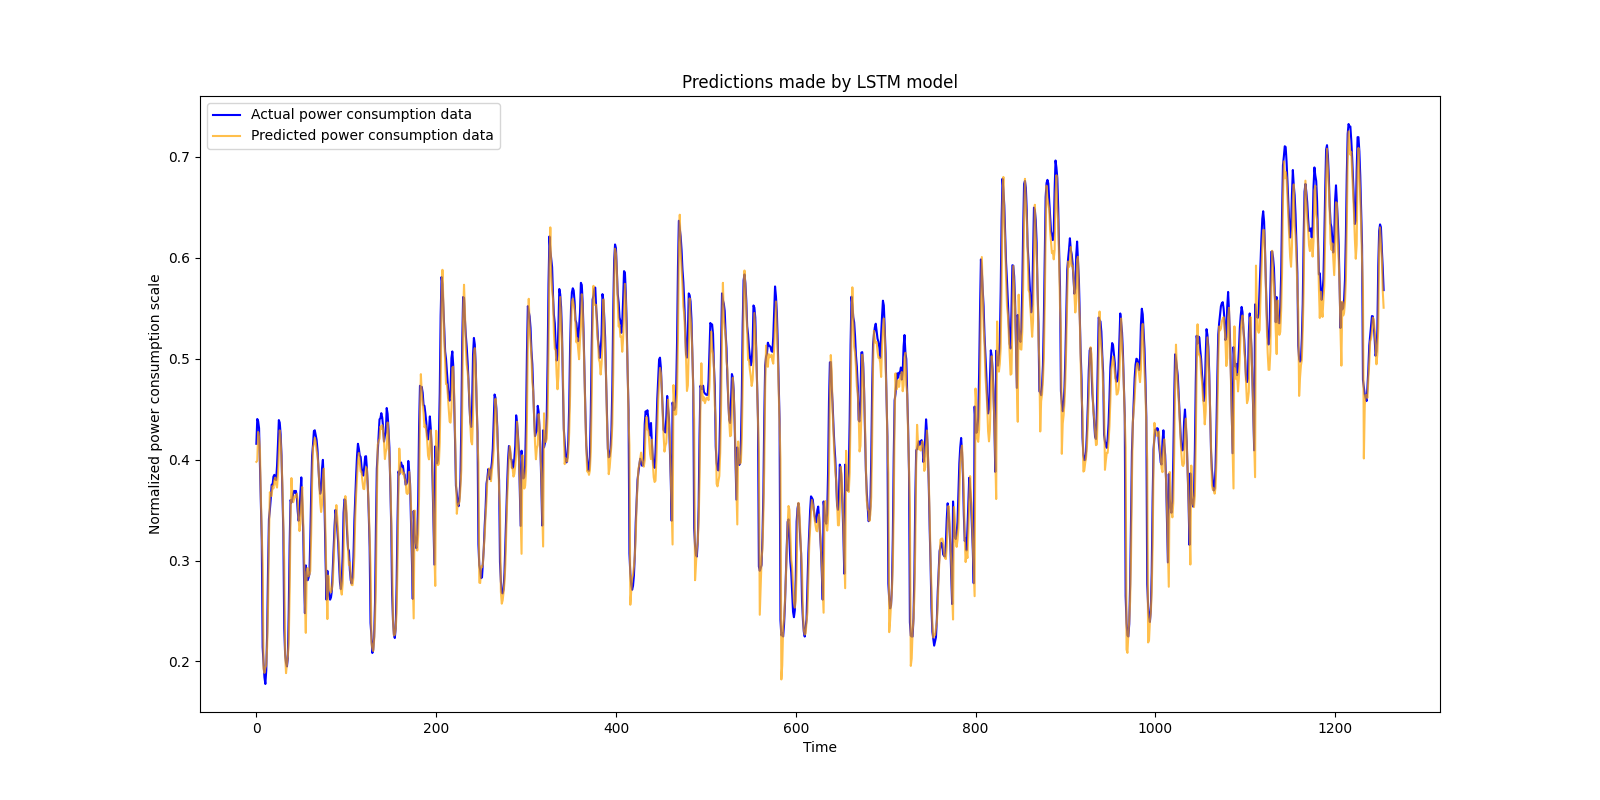 Predictions made by LSTM model
Actual power consumption data
Predicted power consumption data
Normalized power consumption scale
0.7
0.6
0.5
0.4
0.3
0.2
0 200 400 600 800 1000 1200
Time